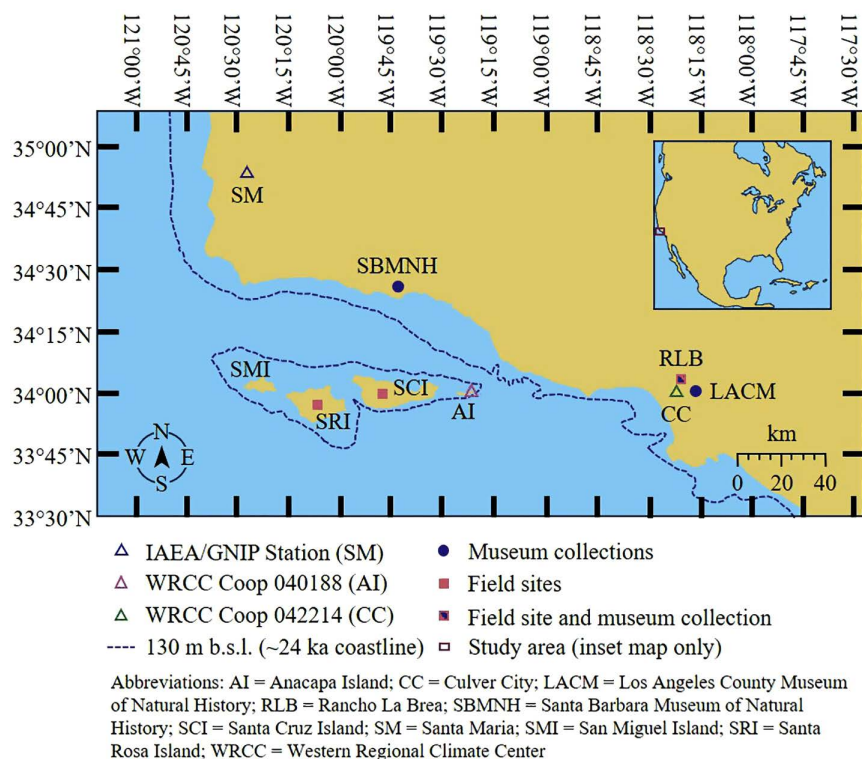 121°00'W
120°45'W
120°30'W
120°15'W
120°00'W
119°45'W
119°30'W
119°15'W
118°45'W
118°30'W
118°15'W
118°00'W
117°45'W
117°30'W
35°00'N
34°45'N
34°30'N
34°15'N
34°00'N
33°45'N
33°30'N
SM
SBMNH
SMI
SCI
SRI
AI
RLB
LACM
CC
N
W E
S
km
0 20 40
IAEA/GNIP Station (SM)
WRCC Coop 040188 (AI)
WRCC Coop 042214 (CC)
130 m b.s.l. (~24 ka coastline)
Museum collections
Field sites
Field site and museum collection
Study area (inset map only)
Abbreviations: AI = Anacapa Island; CC = Culver City; LACM = Los Angeles County Museum
of Natural History; RLB = Rancho La Brea; SBMNH = Santa Barbara Museum of Natural
History; SCI = Santa Cruz Island; SM = Santa Maria; SMI = San Miguel Island; SRI = Santa
Rosa Island; WRCC = Western Regional Climate Center